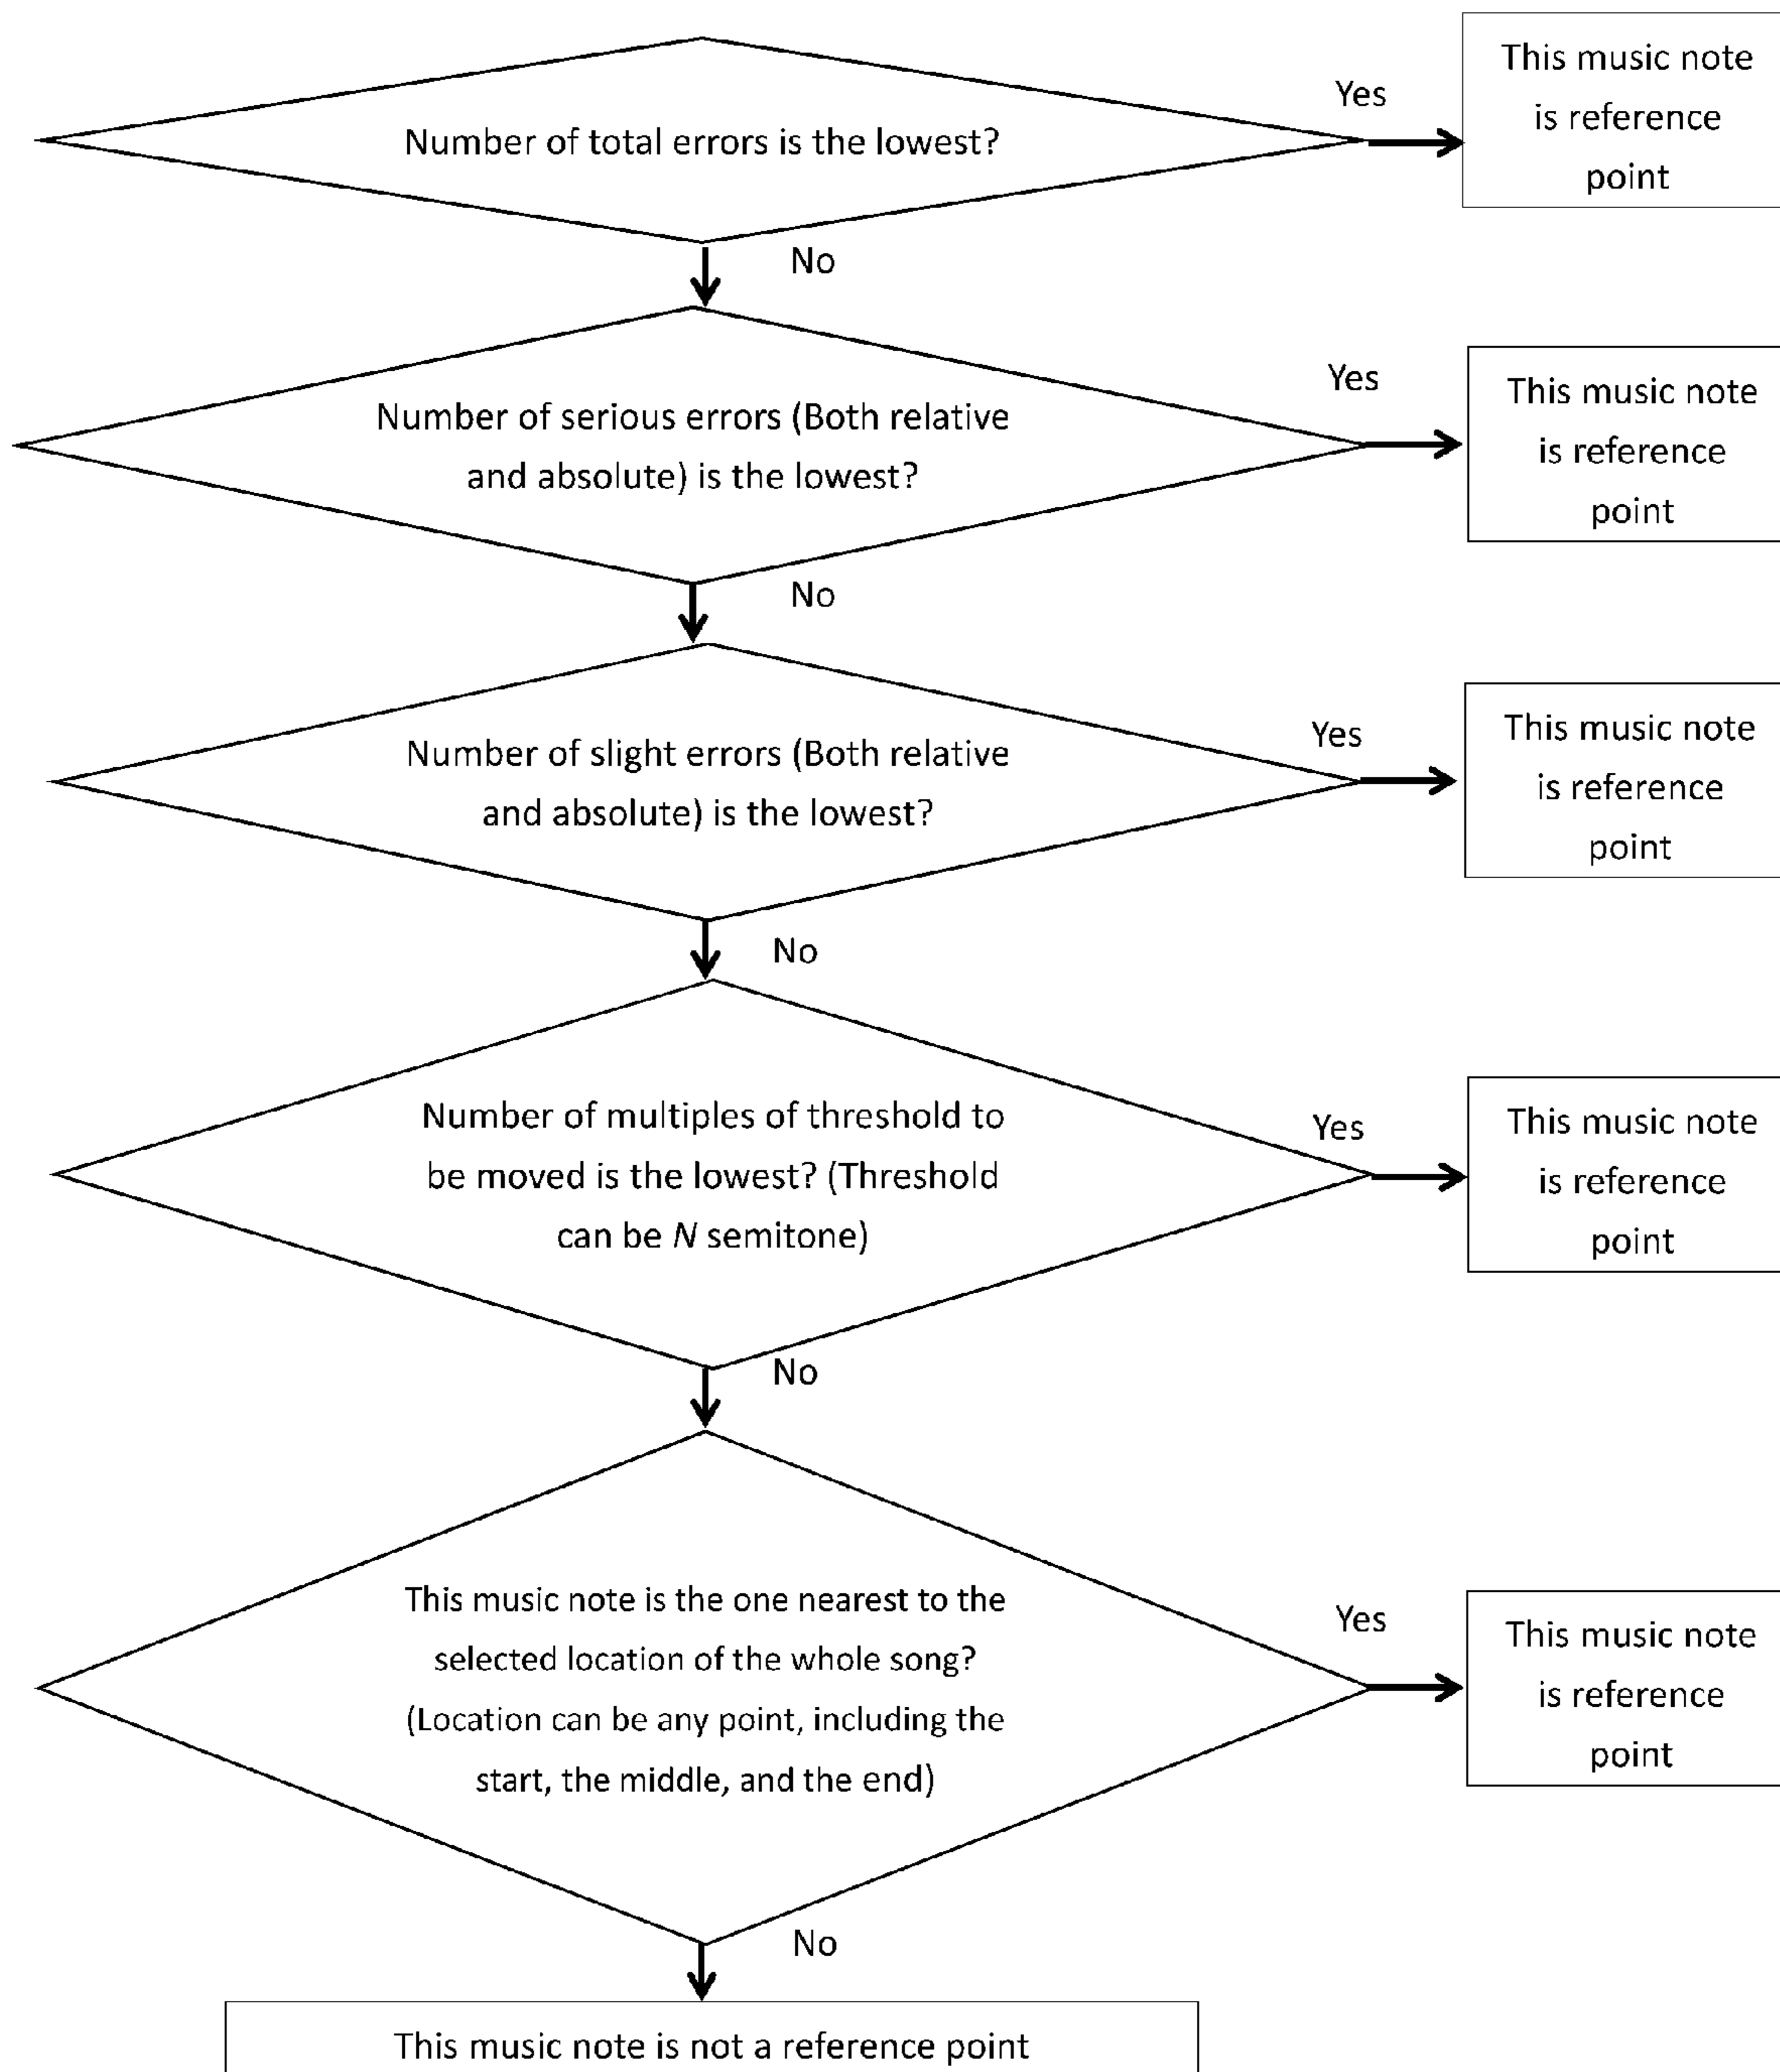 Number of total errors is the lowest?
Yes
This music note
is reference
point
No
Number of serious errors (Both relative
and absolute) is the lowest?
Yes
This music note
is reference
point
No
Number of slight errors (Both relative
and absolute) is the lowest?
Yes
This music note
is reference
point
No
Number of multiples of threshold to
be moved is the lowest? (Threshold
can be N semitone)
Yes
This music note
is reference
point
No
This music note is the one nearest to the
selected location of the whole song?
(Location can be any point, including the
start, the middle, and the end)
Yes
This music note
is reference
point
No
This music note is not a reference point